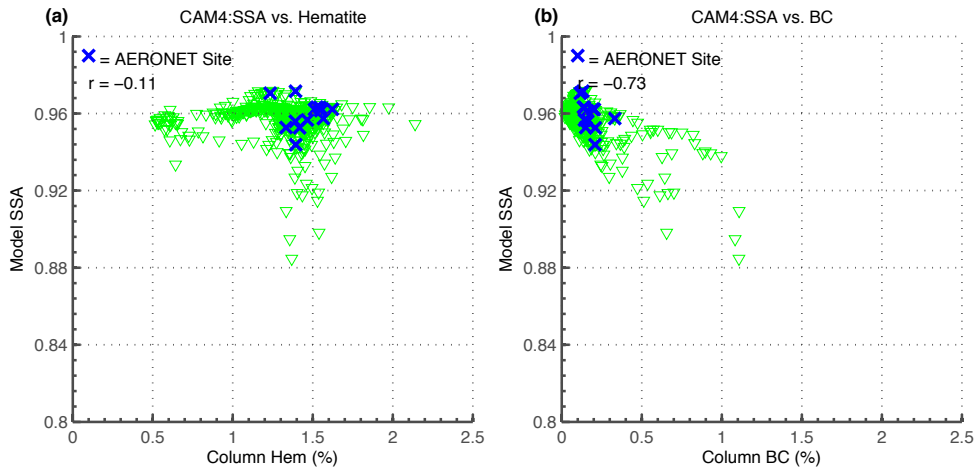 (a)
CAM4:SSA vs. Hematite
1
0.96
0.92
0.88
0.84
0.8
Model SSA
× = AERONET Site
r = −0.11
0
0.5
1
1.5
2
2.5
Column Hem (%)
(b)
CAM4:SSA vs. BC
1
0.96
0.92
0.88
0.84
0.8
Model SSA
× = AERONET Site
r = −0.73
0
0.5
1
1.5
2
2.5
Column BC (%)